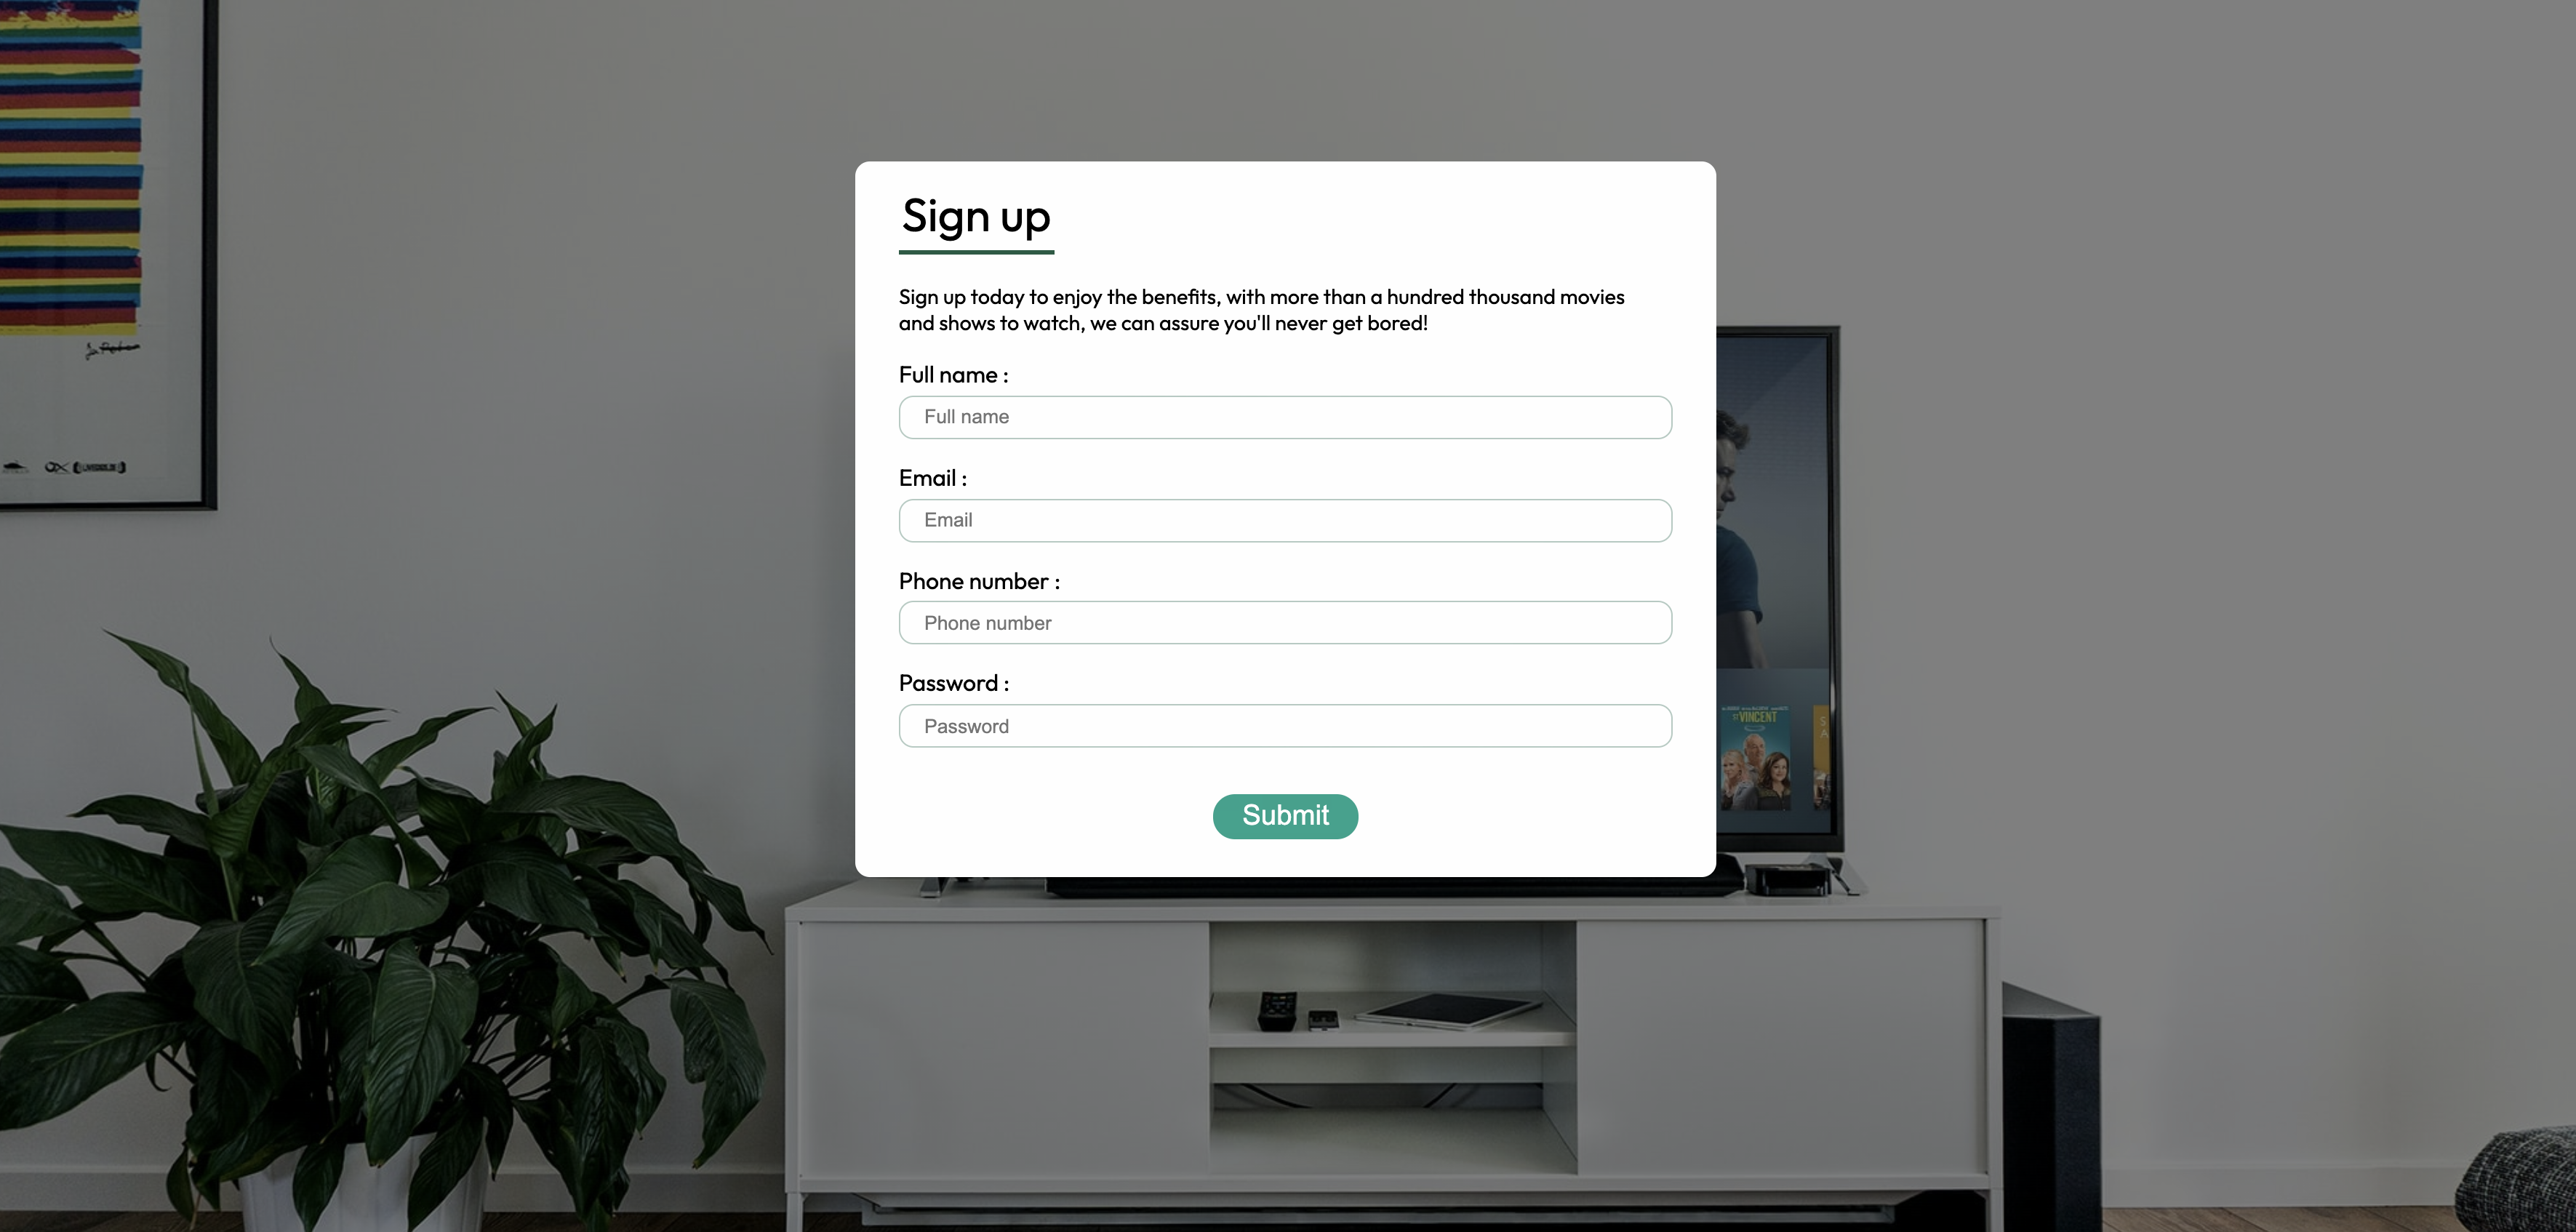 Sign up
Sign up today to enjoy the benefits, with more than a hundred thousand movies
and shows to watch, we can assure you'll never get bored!
Full name :
Full name
Email :
Email
Phone number :
Phone number
Password :
Password
Submit
ST VINCENT